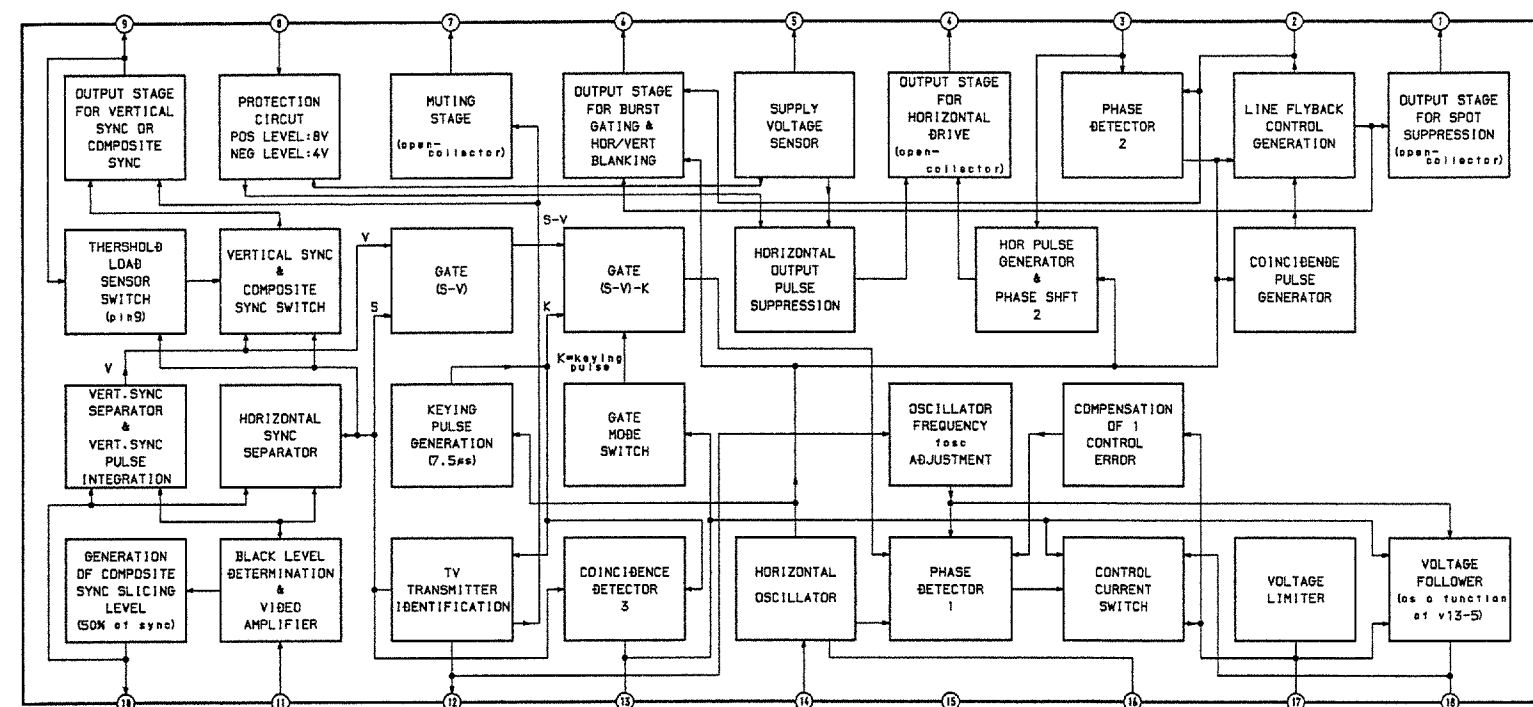 9 8 7 6 5 4 3 2 1
OUTPUT STAGE
FOR VERTICAL
SYNC OR
COMPOSITE
SYNC
PROTECTION
CIRCUT
POS LEVEL:8V
NEG LEVEL:4V
MUTING
STAGE
(open-
collector)
OUTPUT STAGE
FOR BURST
GATING &
HOR/VERT
BLANKING
SUPPLY
VOLTAGE
SENSOR
OUTPUT STAGE
FOR
HORIZONTAL
DRIVE
(open-
collector)
PHASE
DETECTOR
2
LINE FLYBACK
CONTROL
GENERATION
OUTPUT STAGE
FOR SPOT
SUPPRESSION
(open-
collector)
THERSHOLD
LOAD
SENSOR
SWITCH
(pin9)
VERTICAL SYNC
&
COMPOSITE
SYNC SWITCH
V
S
GATE
(S-V)
S-V
K
GATE
(S-V)-K
HORIZONTAL
OUTPUT
PULSE
SUPPRESSION
HOR PULSE
GENERATOR
&
PHASE SHFT
2
COINCIDENDE
PULSE
GENERATOR
V
K=keying
pulse
VERT.SYNC
SEPARATOR
&
VERT.SYNC
PULSE
INTEGRATION
HORIZONTAL
SYNC
SEPARATOR
KEYING
PULSE
GENERATION
(7.5µs)
GATE
MODE
SWITCH
OSCILLATOR
FREQUENCY
fosc
ADJUSTMENT
COMPENSATION
OF 1
CONTROL
ERROR
GENERATION
OF COMPOSITE
SYNC SLICING
LEVEL
(50% of sync)
BLACK LEVEL
DETERMINATION
&
VIDEO
AMPLIFIER
TV
TRANSMITTER
IDENTIFICATION
COINCIDENCE
DETECTOR
3
HORIZONTAL
OSCILLATOR
PHASE
DETECTOR
1
CONTROL
CURRENT
SWITCH
VOLTAGE
LIMITER
VOLTAGE
FOLLOWER
(as a function
of v13-5)
10 11 12 13 14 15 16 17 18